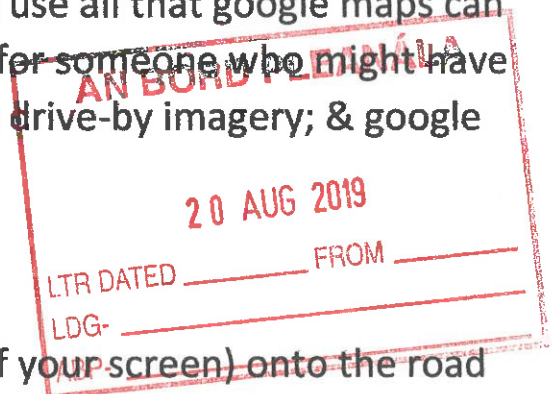 use all that google maps can
for someone who might have
AN BORD PLEANÁLA
drive-by imagery; & google
20 AUG 2019
LTR DATED FROM
LDG-
ABP-
f your screen) onto the road